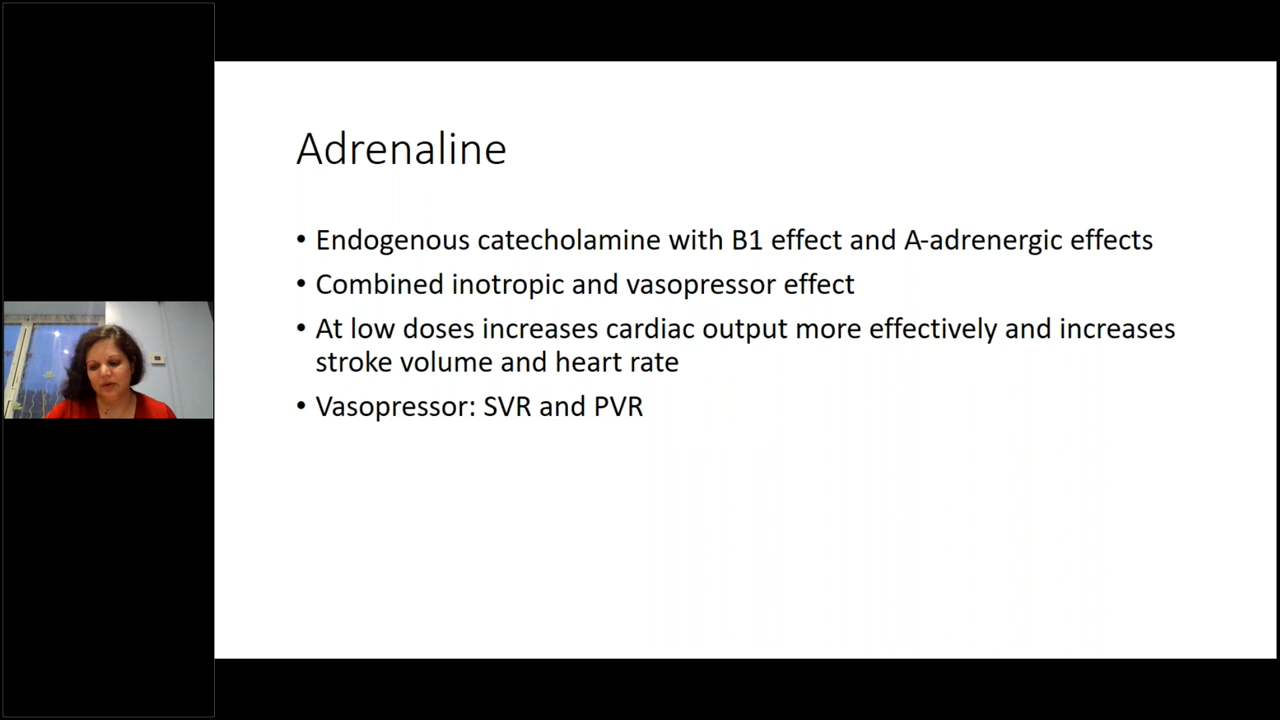 Adrenaline
• Endogenous catecholamine with B1 effect and A-adrenergic effects
• Combined inotropic and vasopressor effect
• At low doses increases cardiac output more effectively and increases
stroke volume and heart rate
• Vasopressor: SVR and PVR